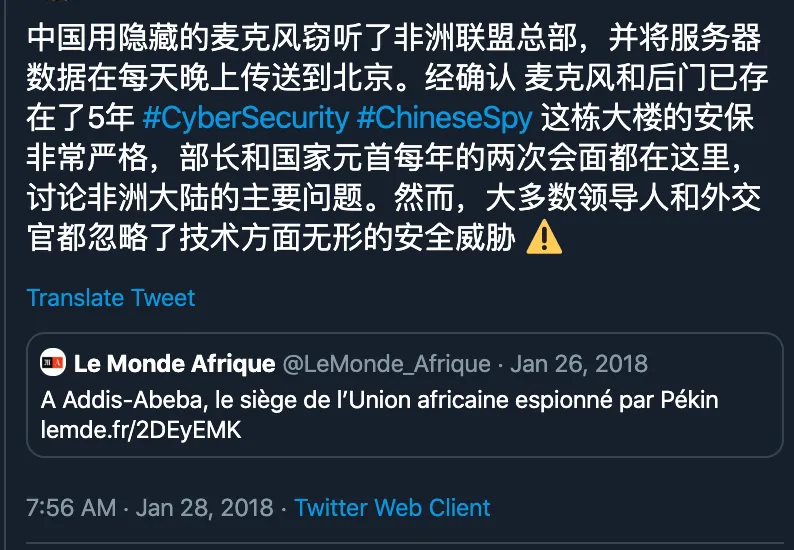 中国用隐藏的麦克风窃听了非洲联盟总部，并将服务器
数据在每天晚上传送到北京。经确认 麦克风和后门已存
在了5年 #CyberSecurity #ChineseSpy 这栋大楼的安保
非常严格，部长和国家元首每年的两次会面都在这里，
讨论非洲大陆的主要问题。然而，大多数领导人和外交
官都忽略了技术方面无形的安全威胁 ⚠️
Translate Tweet
Le Monde Afrique @LeMonde_Afrique · Jan 26, 2018
A Addis-Abeba, le siège de l’Union africaine espionné par Pékin
lemde.fr/2DEyEMK
7:56 AM · Jan 28, 2018 · Twitter Web Client